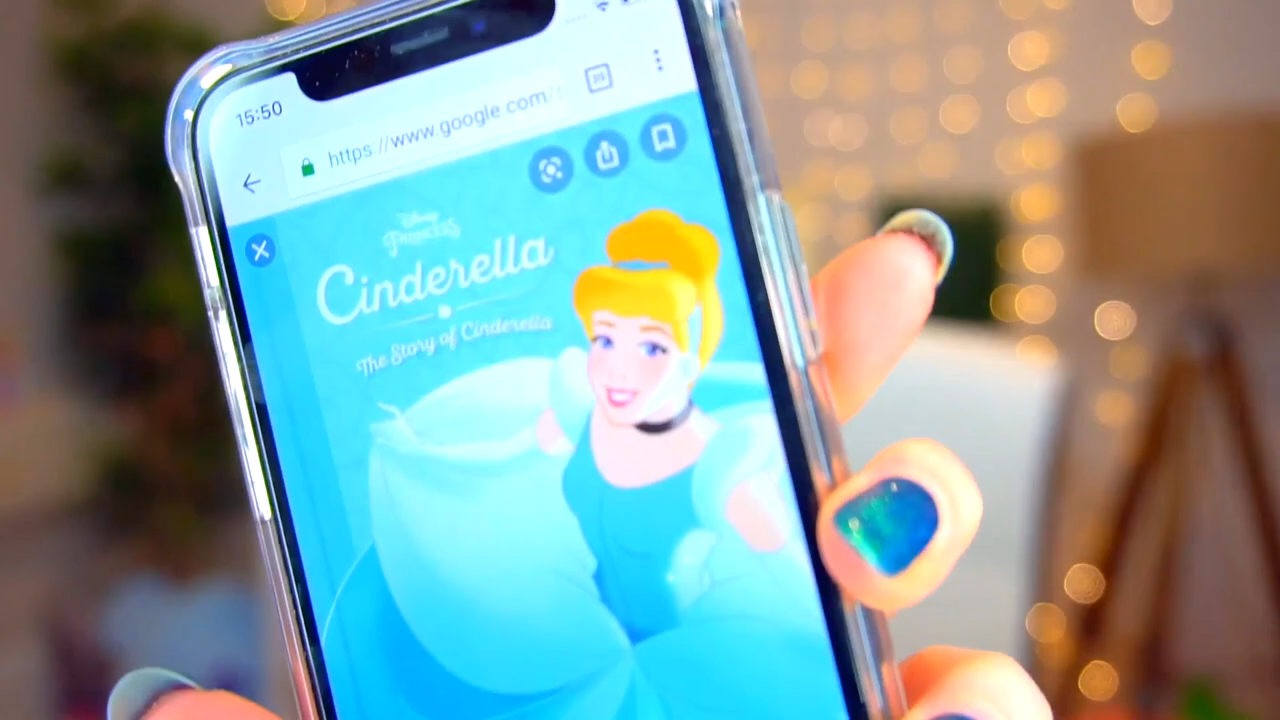 15:50
https://www.google.com/
Disney
PRINCESS
Cinderella
The Story of Cinderella